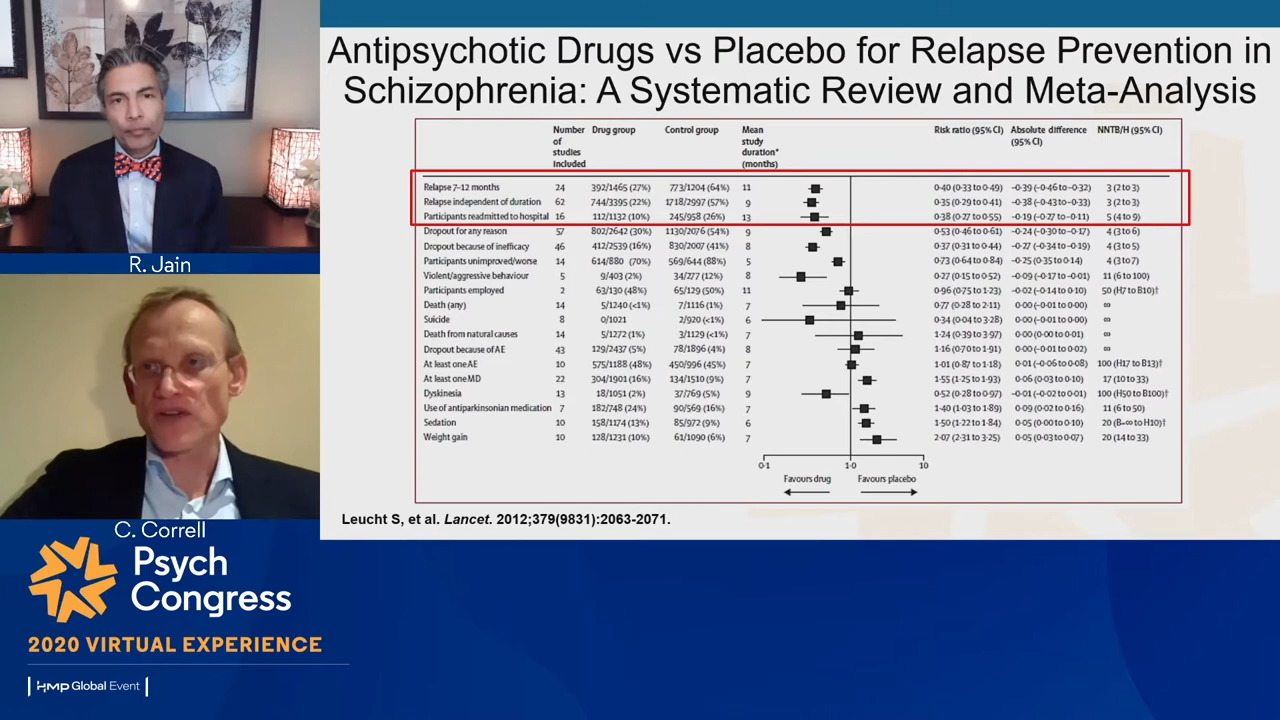 R. Jain
C. Correll
Psych
Congress
2020 VIRTUAL EXPERIENCE
HMP Global Event
Antipsychotic Drugs vs Placebo for Relapse Prevention in
Schizophrenia: A Systematic Review and Meta-Analysis
Number of studies included Drug group Control group Mean study duration* (months) Risk ratio (95% CI) Absolute difference (95% CI) NNTB/H (95% CI)
Relapse 7–12 months 24 392/1465 (27%) 773/1204 (64%) 11 0·40 (0·33 to 0·49) –0·39 (–0·46 to –0·32) 3 (2 to 3)
Relapse independent of duration 62 744/3395 (22%) 1718/2997 (57%) 9 0·35 (0·29 to 0·41) –0·38 (–0·43 to –0·33) 3 (2 to 3)
Participants readmitted to hospital 16 112/1132 (10%) 245/958 (26%) 13 0·38 (0·27 to 0·55) –0·19 (–0·27 to –0·11) 5 (4 to 9)
Dropout for any reason 57 802/2642 (30%) 1130/2076 (54%) 9 0·53 (0·46 to 0·61) –0·24 (–0·30 to –0·17) 4 (3 to 6)
Dropout because of inefficacy 46 412/2539 (16%) 830/2007 (41%) 8 0·37 (0·31 to 0·44) –0·27 (–0·34 to –0·19) 4 (3 to 5)
Participants unimproved/worse 14 614/880 (70%) 569/644 (88%) 5 0·73 (0·64 to 0·84) –0·25 (0·35 to 0·14) 4 (3 to 7)
Violent/aggressive behaviour 5 9/403 (2%) 34/277 (12%) 8 0·27 (0·15 to 0·52) –0·09 (–0·17 to –0·01) 11 (6 to 100)
Participants employed 2 63/130 (48%) 65/129 (50%) 11 0·96 (0·75 to 1·23) –0·02 (–0·14 to 0·10) 50 (H7 to B10)†
Death (any) 14 5/1240 (<1%) 7/1116 (1%) 7 0·77 (0·28 to 2·11) 0·00 (–0·01 to 0·00) ∞
Suicide 8 0/1021 2/920 (<1%) 6 0·34 (0·04 to 3·28) 0·00 (–0·01 to 0·00) ∞
Death from natural causes 14 5/1272 (1%) 3/1129 (<1%) 7 1·24 (0·39 to 3·97) 0·00 (0·00 to 0·01) ∞
Dropout because of AE 43 129/2437 (5%) 78/1896 (4%) 8 1·16 (0·70 to 1·91) 0·00 (–0·01 to 0·02) ∞
At least one AE 10 575/1188 (48%) 450/996 (45%) 7 1·01 (0·87 to 1·18) 0·01 (–0·06 to 0·08) 100 (H17 to B13)†
At least one MD 22 304/1901 (16%) 134/1510 (9%) 7 1·55 (1·25 to 1·93) 0·06 (0·03 to 0·10) 17 (10 to 33)
Dyskinesia 13 18/1051 (2%) 37/769 (5%) 9 0·52 (0·28 to 0·97) –0·01 (–0·02 to 0·01) 100 (H50 to B100)†
Use of antiparkinsonian medication 7 182/748 (24%) 90/569 (16%) 7 1·40 (1·03 to 1·89) 0·09 (0·02 to 0·16) 11 (6 to 50)
Sedation 10 158/1174 (13%) 85/972 (9%) 6 1·50 (1·22 to 1·84) 0·05 (0·00 to 0·10) 20 (B=∞ to H10)†
Weight gain 10 128/1231 (10%) 61/1090 (6%) 7 2·07 (2·31 to 3·25) 0·05 (0·03 to 0·07) 20 (14 to 33)
0·1 1·0 10
Favours drug Favours placebo
Leucht S, et al. Lancet. 2012;379(9831):2063-2071.